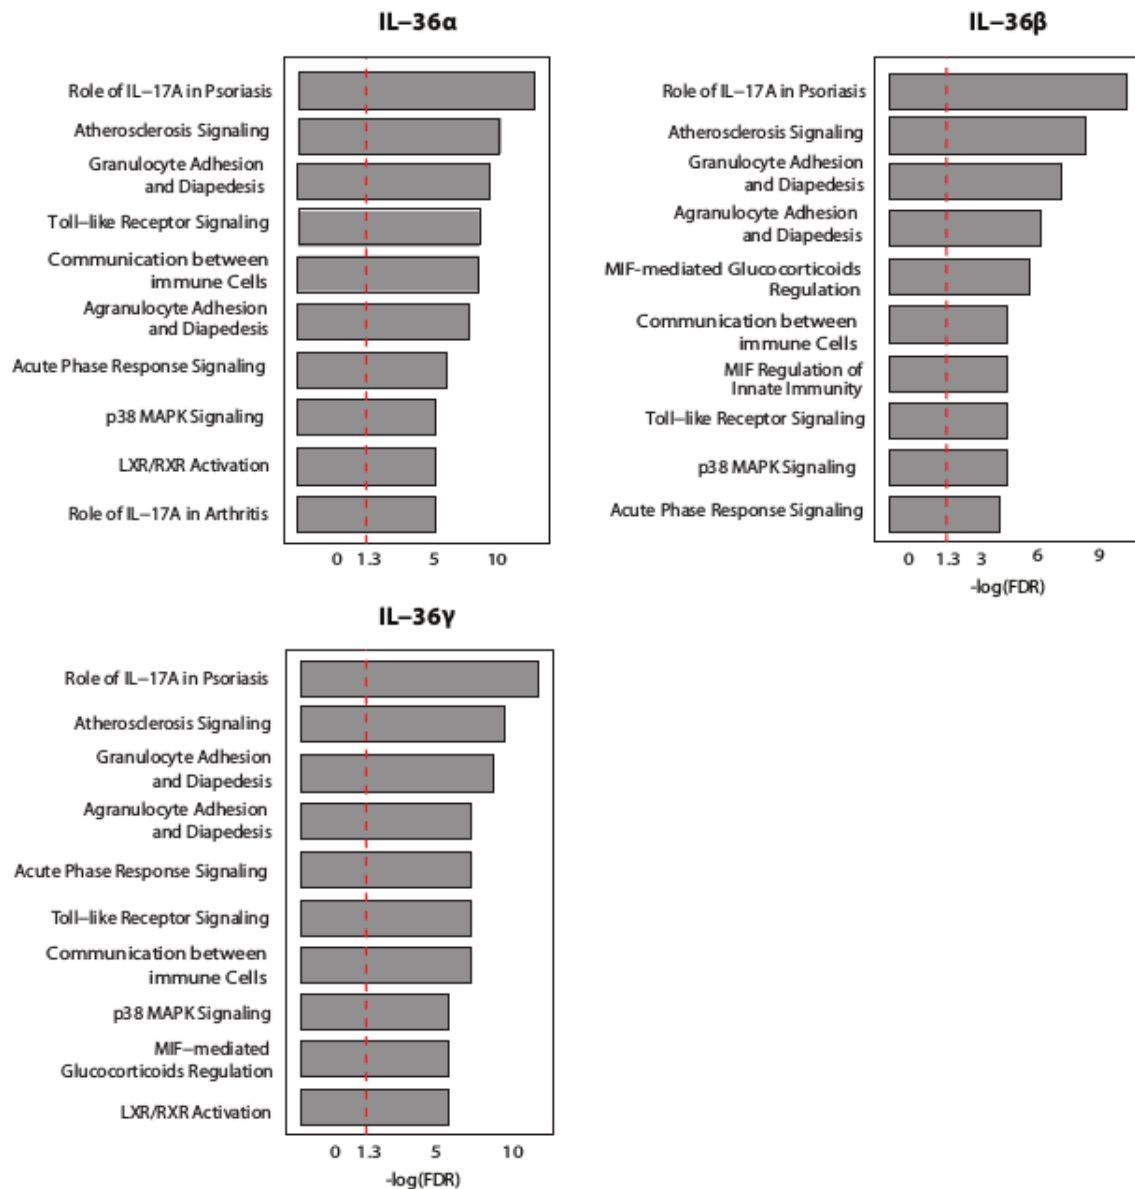 IL−36α
Role of IL−17A in Psoriasis
Atherosclerosis Signaling
Granulocyte Adhesion
and Diapedesis
Toll−like Receptor Signaling
Communication between
immune Cells
Agranulocyte Adhesion
and Diapedesis
Acute Phase Response Signaling
p38 MAPK Signaling
LXR/RXR Activation
Role of IL−17A in Arthritis
0 1.3 5 10
IL−36β
Role of IL−17A in Psoriasis
Atherosclerosis Signaling
Granulocyte Adhesion
and Diapedesis
Agranulocyte Adhesion
and Diapedesis
MIF-mediated Glucocorticoids
Regulation
Communication between
immune Cells
MIF Regulation of
Innate Immunity
Toll−like Receptor Signaling
p38 MAPK Signaling
Acute Phase Response Signaling
0 1.3 3 6 9
-log(FDR)
IL−36γ
Role of IL−17A in Psoriasis
Atherosclerosis Signaling
Granulocyte Adhesion
and Diapedesis
Agranulocyte Adhesion
and Diapedesis
Acute Phase Response Signaling
Toll−like Receptor Signaling
Communication between
immune Cells
p38 MAPK Signaling
MIF−mediated
Glucocorticoids Regulation
LXR/RXR Activation
0 1.3 5 10
-log(FDR)